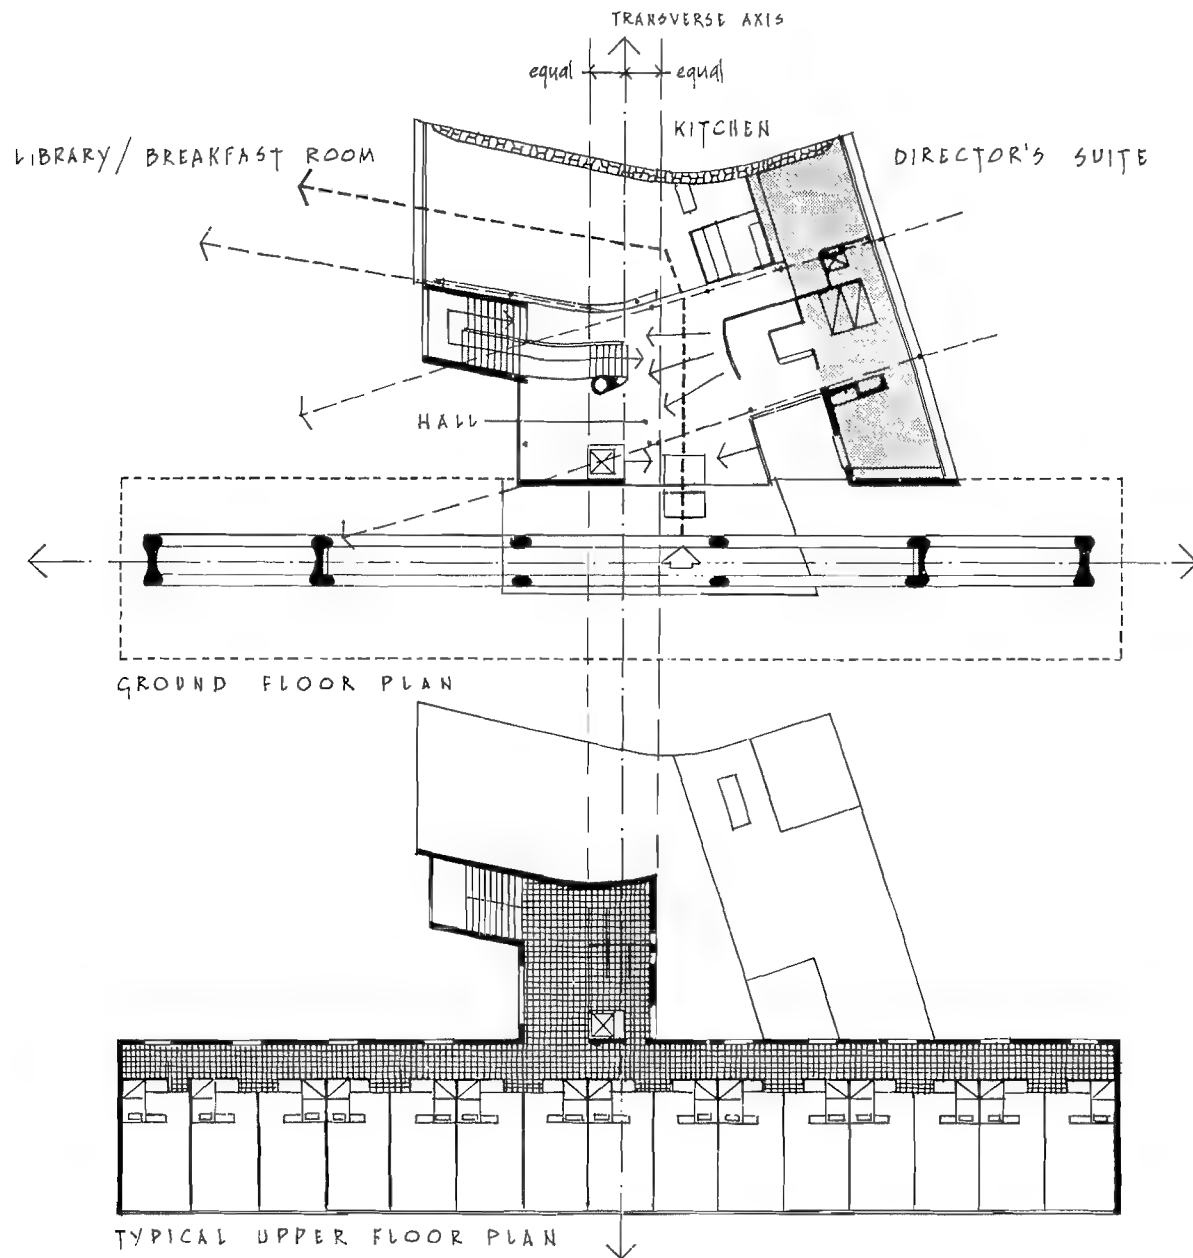 TRANSVERSE AXIS
equal equal
KITCHEN
LIBRARY/BREAKFAST ROOM
DIRECTOR'S SUITE
HALL
GROUND FLOOR PLAN
TYPICAL UPPER FLOOR PLAN